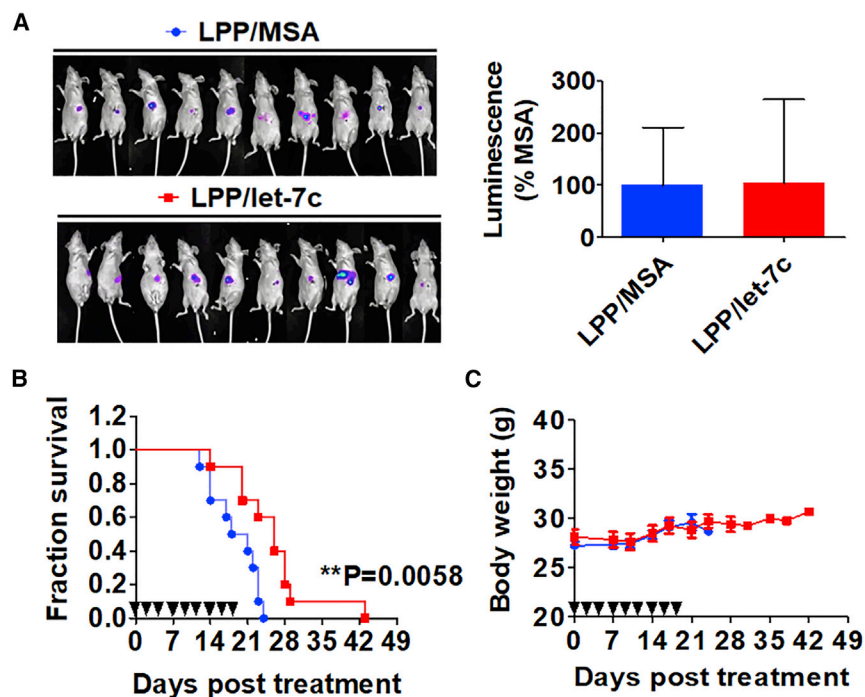 A
LPP/MSA
LPP/let-7c
Luminescence
(% MSA)
300
200
100
0
LPP/MSA
LPP/let-7c
B
Fraction survival
1.2
1.0
0.8
0.6
0.4
0.2
0.0
**P=0.0058
0 7 14 21 28 35 42 49
Days post treatment
C
Body weight (g)
40
35
30
25
20
0 7 14 21 28 35 42 49
Days post treatment